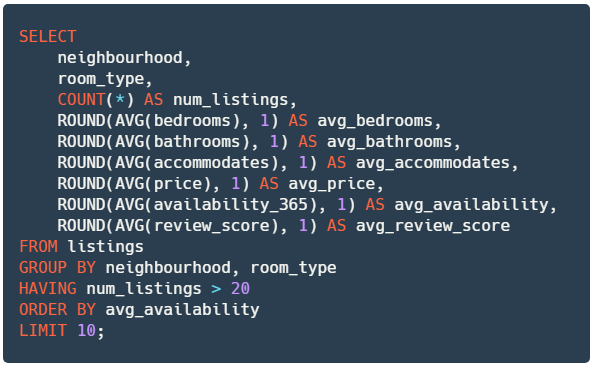 SELECT
    neighbourhood,
    room_type,
    COUNT(*) AS num_listings,
    ROUND(AVG(bedrooms), 1) AS avg_bedrooms,
    ROUND(AVG(bathrooms), 1) AS avg_bathrooms,
    ROUND(AVG(accommodates), 1) AS avg_accommodates,
    ROUND(AVG(price), 1) AS avg_price,
    ROUND(AVG(availability_365), 1) AS avg_availability,
    ROUND(AVG(review_score), 1) AS avg_review_score
FROM listings
GROUP BY neighbourhood, room_type
HAVING num_listings > 20
ORDER BY avg_availability
LIMIT 10;